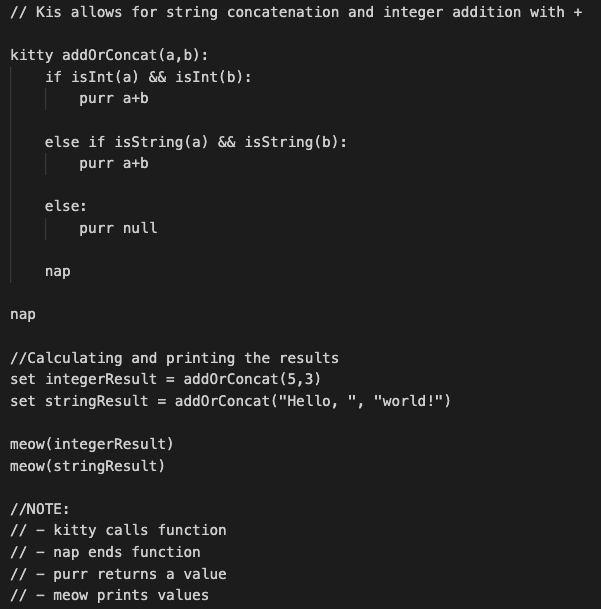 // Kis allows for string concatenation and integer addition with +
kitty addOrConcat(a,b):
if isInt(a) && isInt(b):
purr a+b
else if isString(a) && isString(b):
purr a+b
else:
purr null
nap
nap
//Calculating and printing the results
set integerResult = addOrConcat(5,3)
set stringResult = addOrConcat("Hello, ", "world!")
meow(integerResult)
meow(stringResult)
//NOTE:
// – kitty calls function
// – nap ends function
// – purr returns a value
// – meow prints values